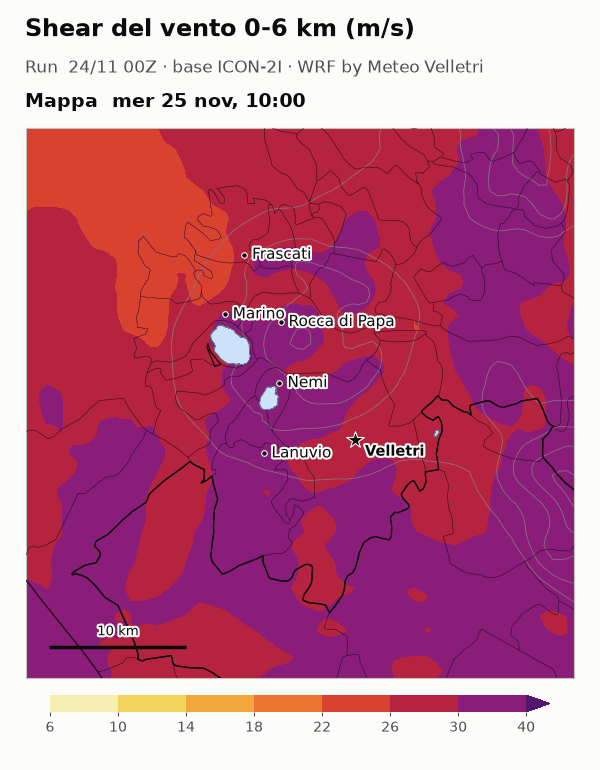 Shear del vento 0-6 km (m/s)
Run  24/11 00Z · base ICON-2I · WRF by Meteo Velletri
Mappa  mer 25 nov, 10:00
Frascati
Marino
Rocca di Papa
Nemi
Velletri
Lanuvio
10 km
6 10 14 18 22 26 30 40